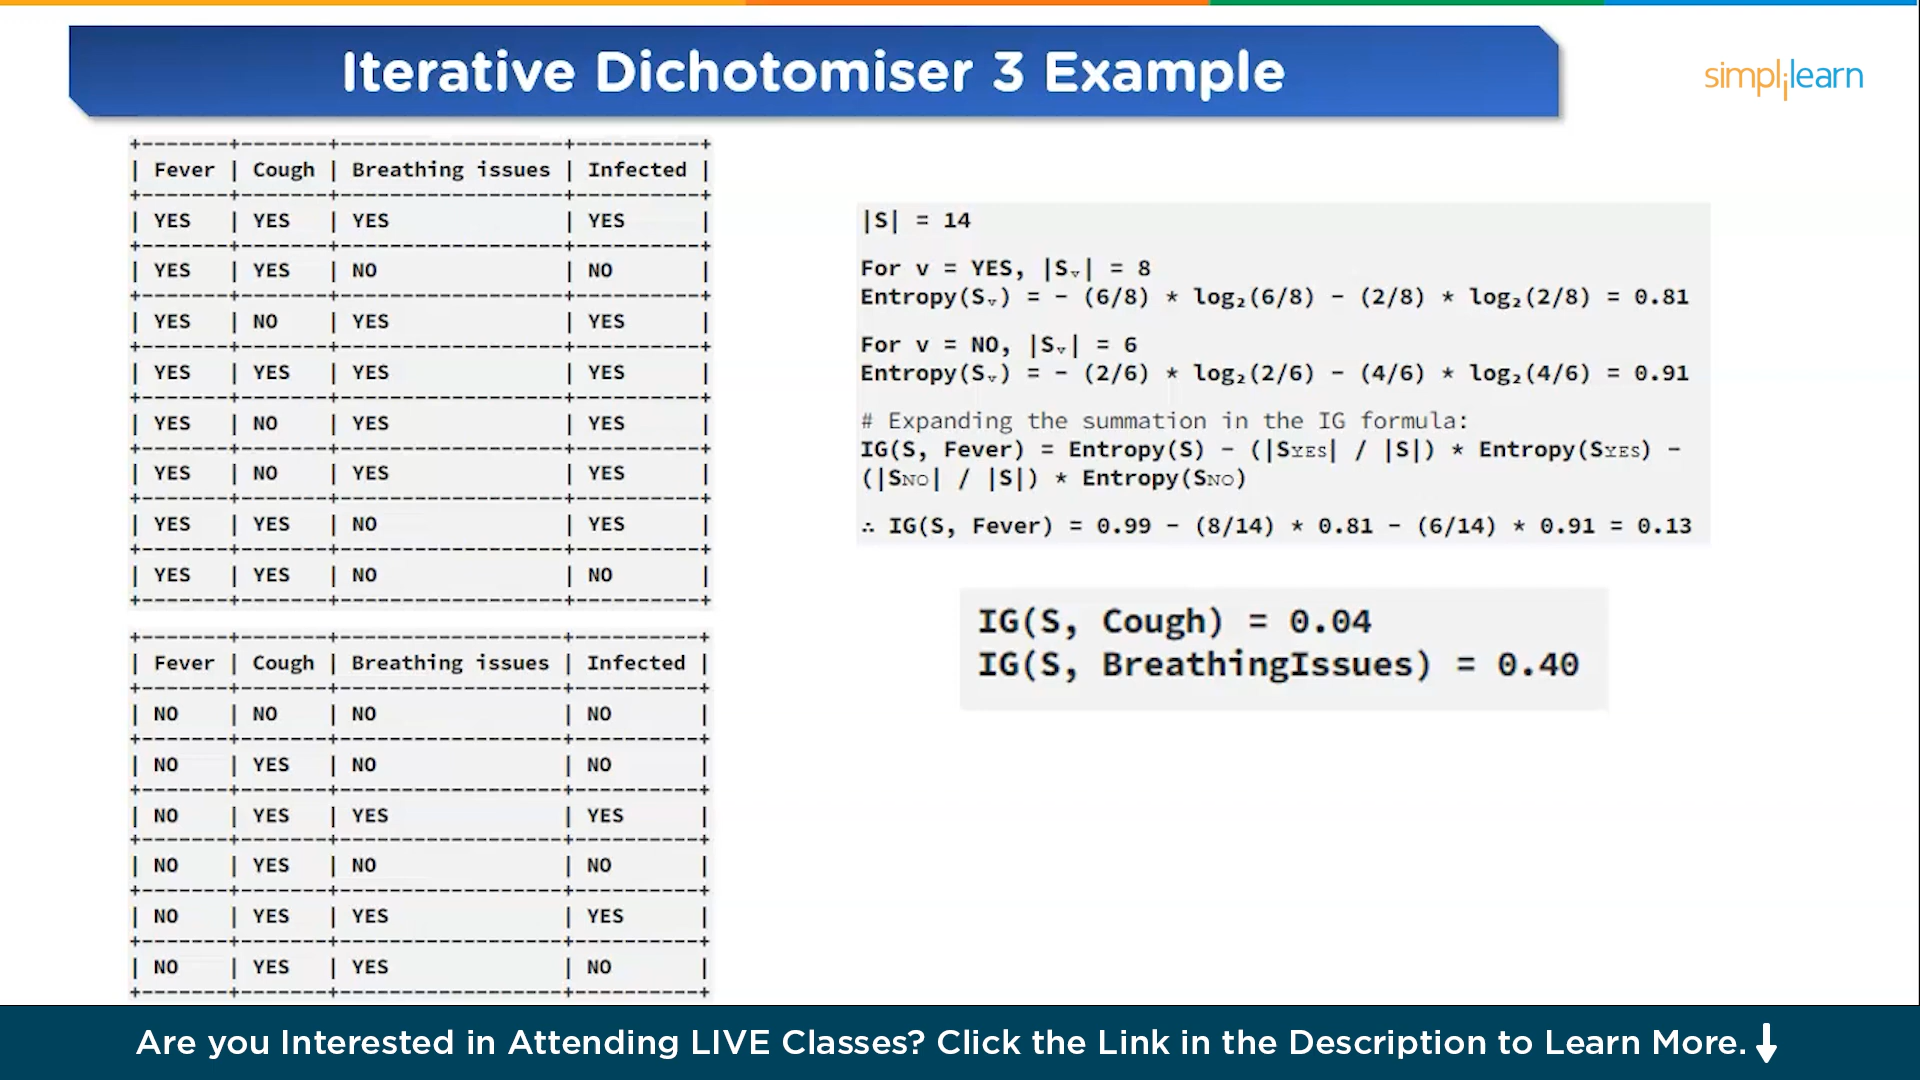 Iterative Dichotomiser 3 Example
simplilearn
| Fever | Cough | Breathing issues | Infected |
| YES | YES | YES | YES |
| YES | YES | NO | NO |
| YES | NO | YES | YES |
| YES | YES | YES | YES |
| YES | NO | YES | YES |
| YES | NO | YES | YES |
| YES | YES | NO | YES |
| YES | YES | NO | NO |
| Fever | Cough | Breathing issues | Infected |
| NO | NO | NO | NO |
| NO | YES | NO | NO |
| NO | YES | YES | YES |
| NO | YES | NO | NO |
| NO | YES | YES | YES |
| NO | YES | YES | NO |
|S| = 14
For v = YES, |Sᵥ| = 8
Entropy(Sᵥ) = - (6/8) * log₂(6/8) - (2/8) * log₂(2/8) = 0.81
For v = NO, |Sᵥ| = 6
Entropy(Sᵥ) = - (2/6) * log₂(2/6) - (4/6) * log₂(4/6) = 0.91
# Expanding the summation in the IG formula:
IG(S, Fever) = Entropy(S) - (|Sʏᴇs| / |S|) * Entropy(Sʏᴇs) -
(|Sɴᴏ| / |S|) * Entropy(Sɴᴏ)
∴ IG(S, Fever) = 0.99 - (8/14) * 0.81 - (6/14) * 0.91 = 0.13
IG(S, Cough) = 0.04
IG(S, BreathingIssues) = 0.40
Are you Interested in Attending LIVE Classes? Click the Link in the Description to Learn More.